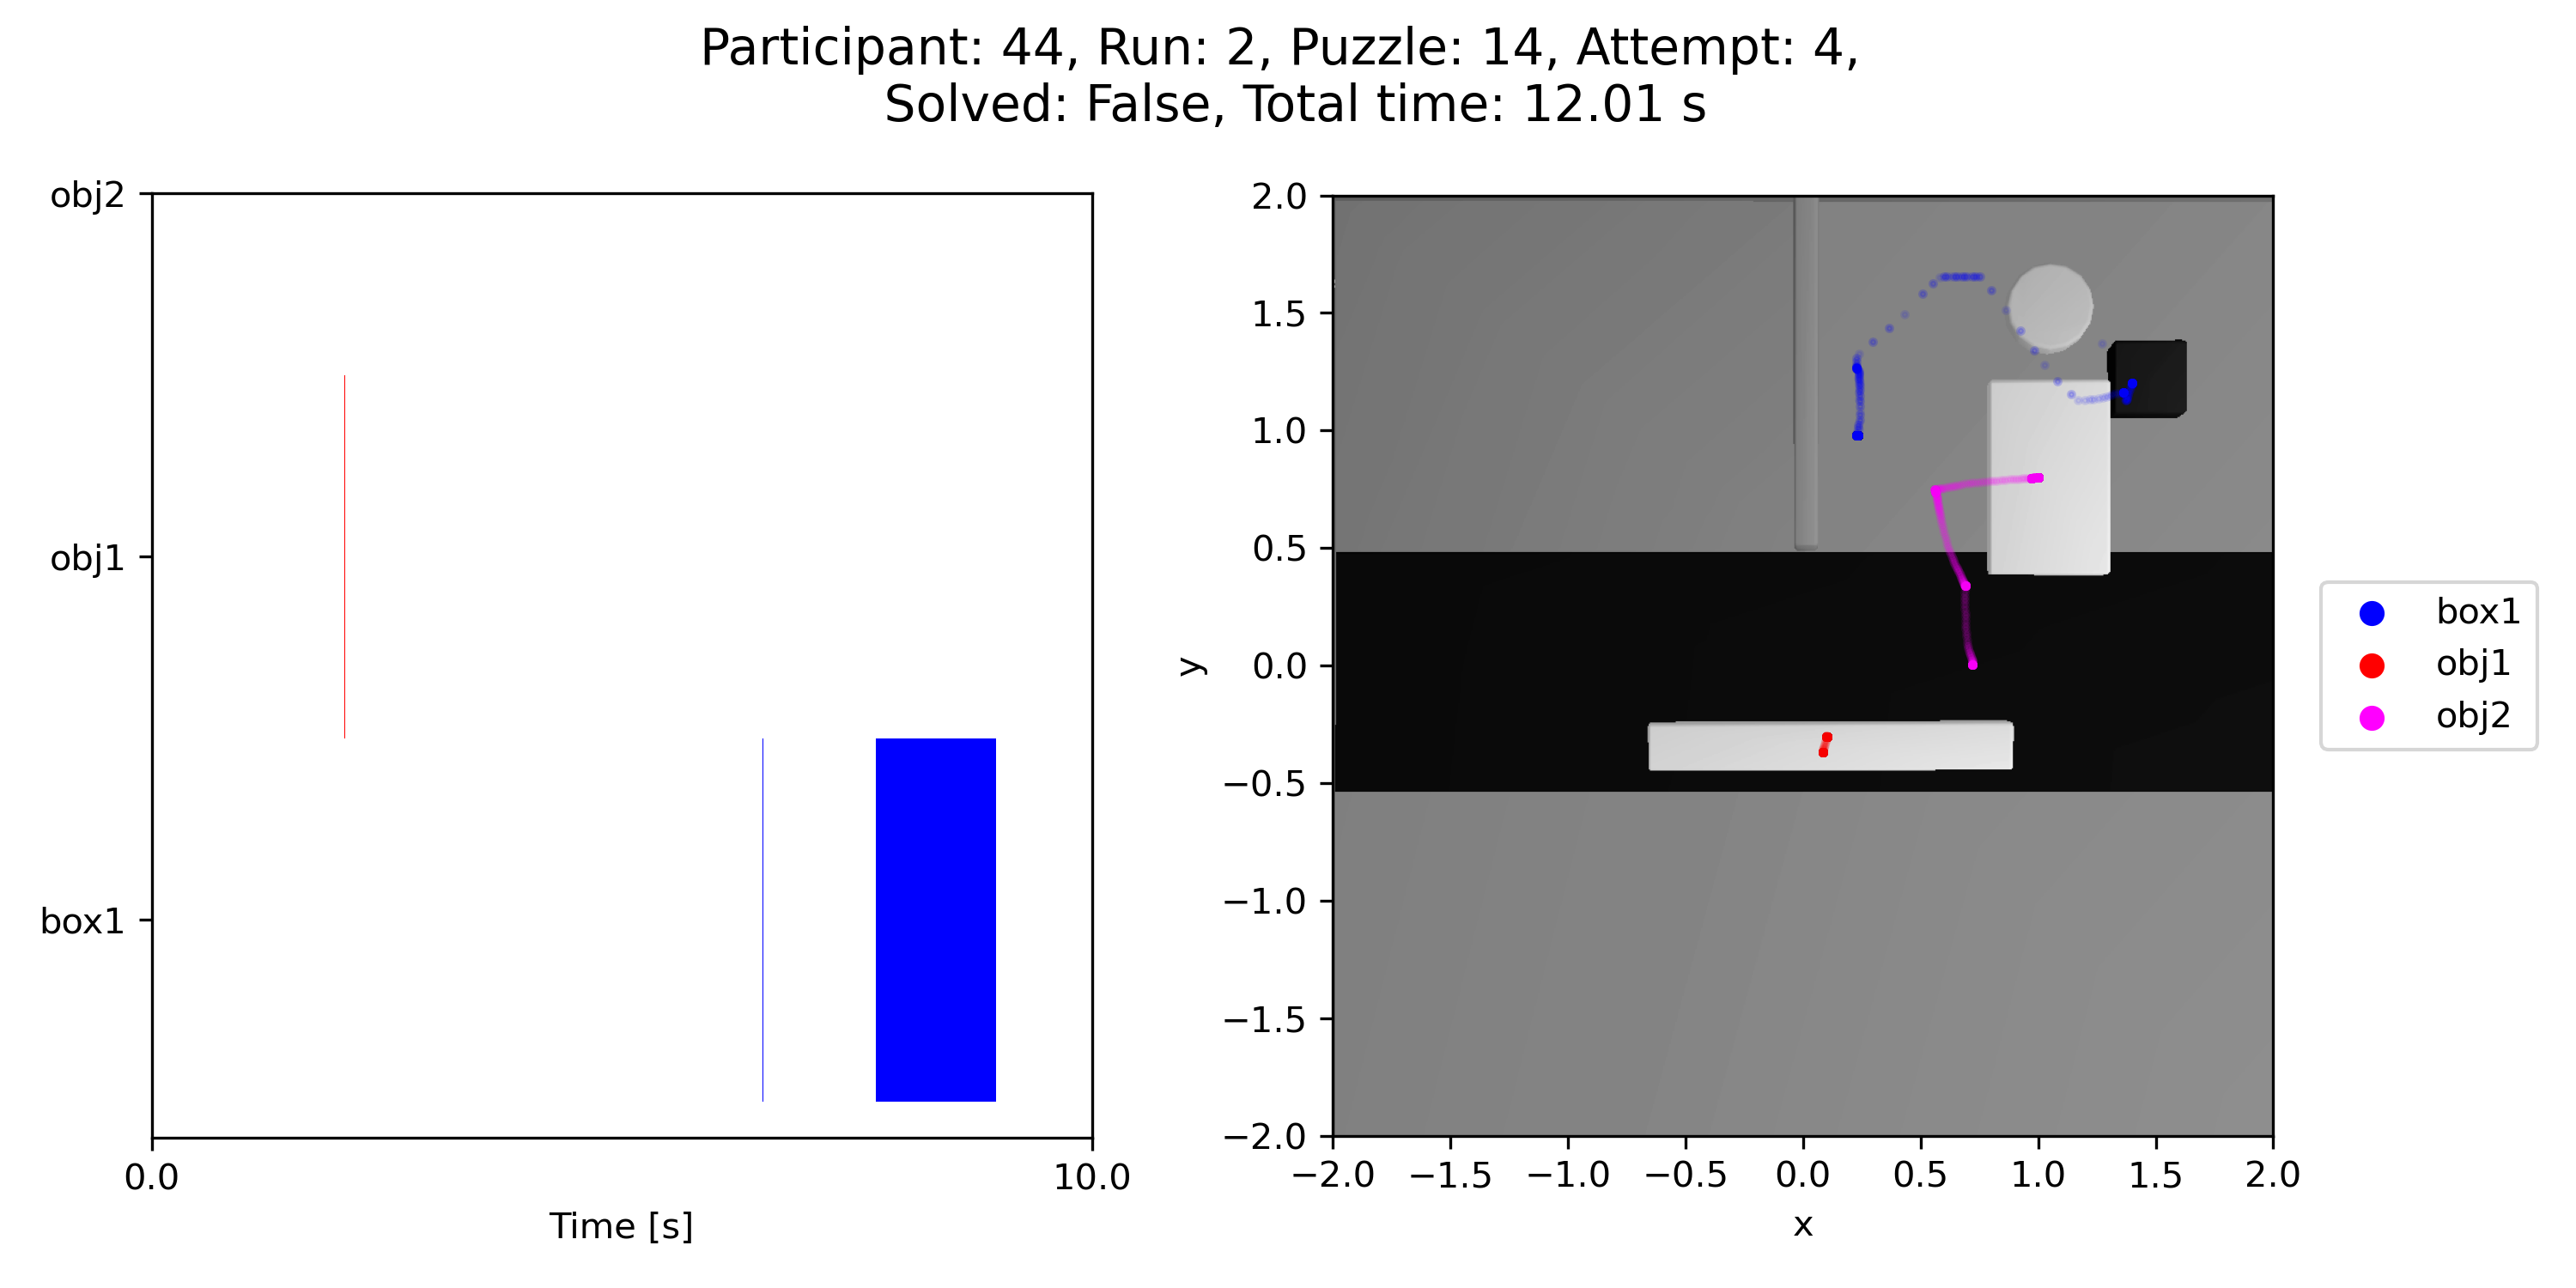 Participant: 44, Run: 2, Puzzle: 14, Attempt: 4,
Solved: False, Total time: 12.01 s
obj2
obj1
box1
0.0
10.0
Time [s]
2.0
1.5
1.0
0.5
0.0
−0.5
−1.0
−1.5
−2.0
y
−2.0
−1.5
−1.0
−0.5
0.0
0.5
1.0
1.5
2.0
x
box1
obj1
obj2